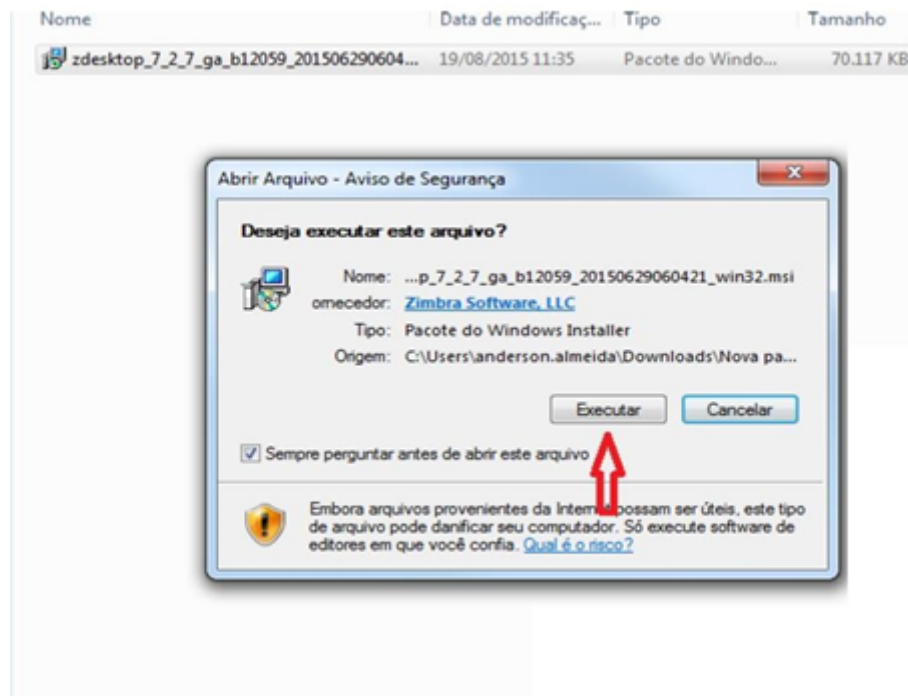 Nome Data de modificaç... Tipo Tamanho
zdesktop_7_2_7_ga_b12059_201506290604... 19/08/2015 11:35 Pacote do Windo... 70.117 KB
Abrir Arquivo - Aviso de Segurança
Deseja executar este arquivo?
Nome: ...p_7_2_7_ga_b12059_20150629060421_win32.msi
ornecedor: Zimbra Software, LLC
Tipo: Pacote do Windows Installer
Origem: C:\Users\anderson.almeida\Downloads\Nova pa...
Executar Cancelar
Sempre perguntar antes de abrir este arquivo
Embora arquivos provenientes da Internet possam ser úteis, este tipo
de arquivo pode danificar seu computador. Só execute software de
editores em que você confia. Qual é o risco?